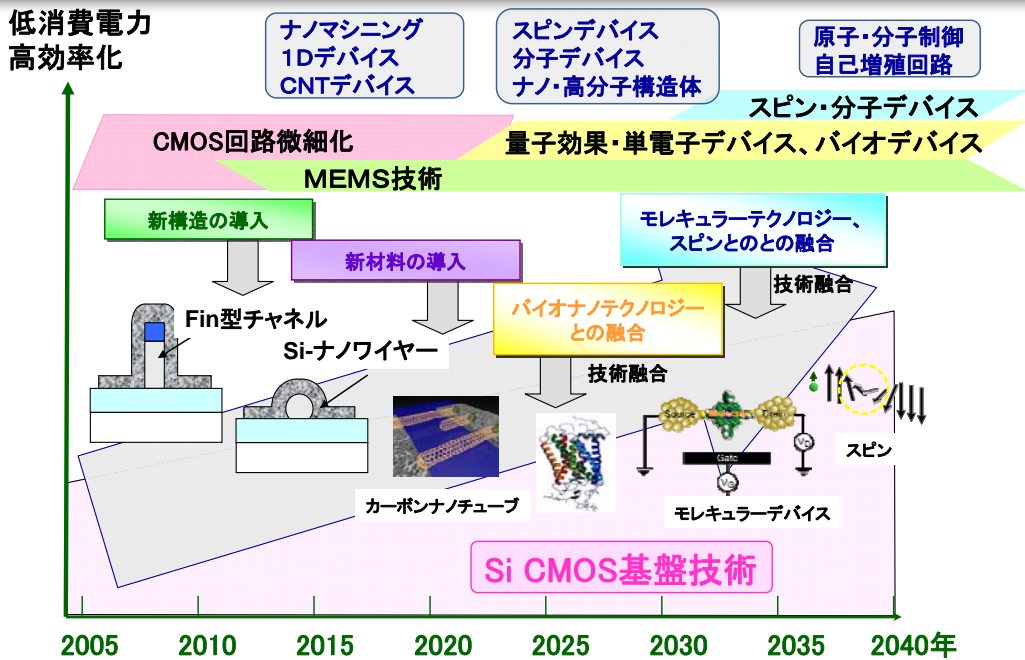 低消費電力
高効率化
ナノマシニング
1Dデバイス
CNTデバイス
スピンデバイス
分子デバイス
ナノ・高分子構造体
原子・分子制御
自己増殖回路
スピン・分子デバイス
CMOS回路微細化
量子効果・単電子デバイス、バイオデバイス
MEMS技術
新構造の導入
新材料の導入
モレキュラーテクノロジー、
スピンとのとの融合
技術融合
バイオナノテクノロジー
との融合
技術融合
Fin型チャネル
Si-ナノワイヤー
カーボンナノチューブ
Source
Drain
Gate
VD
VG
モレキュラーデバイス
スピン
Si CMOS基盤技術
2005
2010
2015
2020
2025
2030
2035
2040年